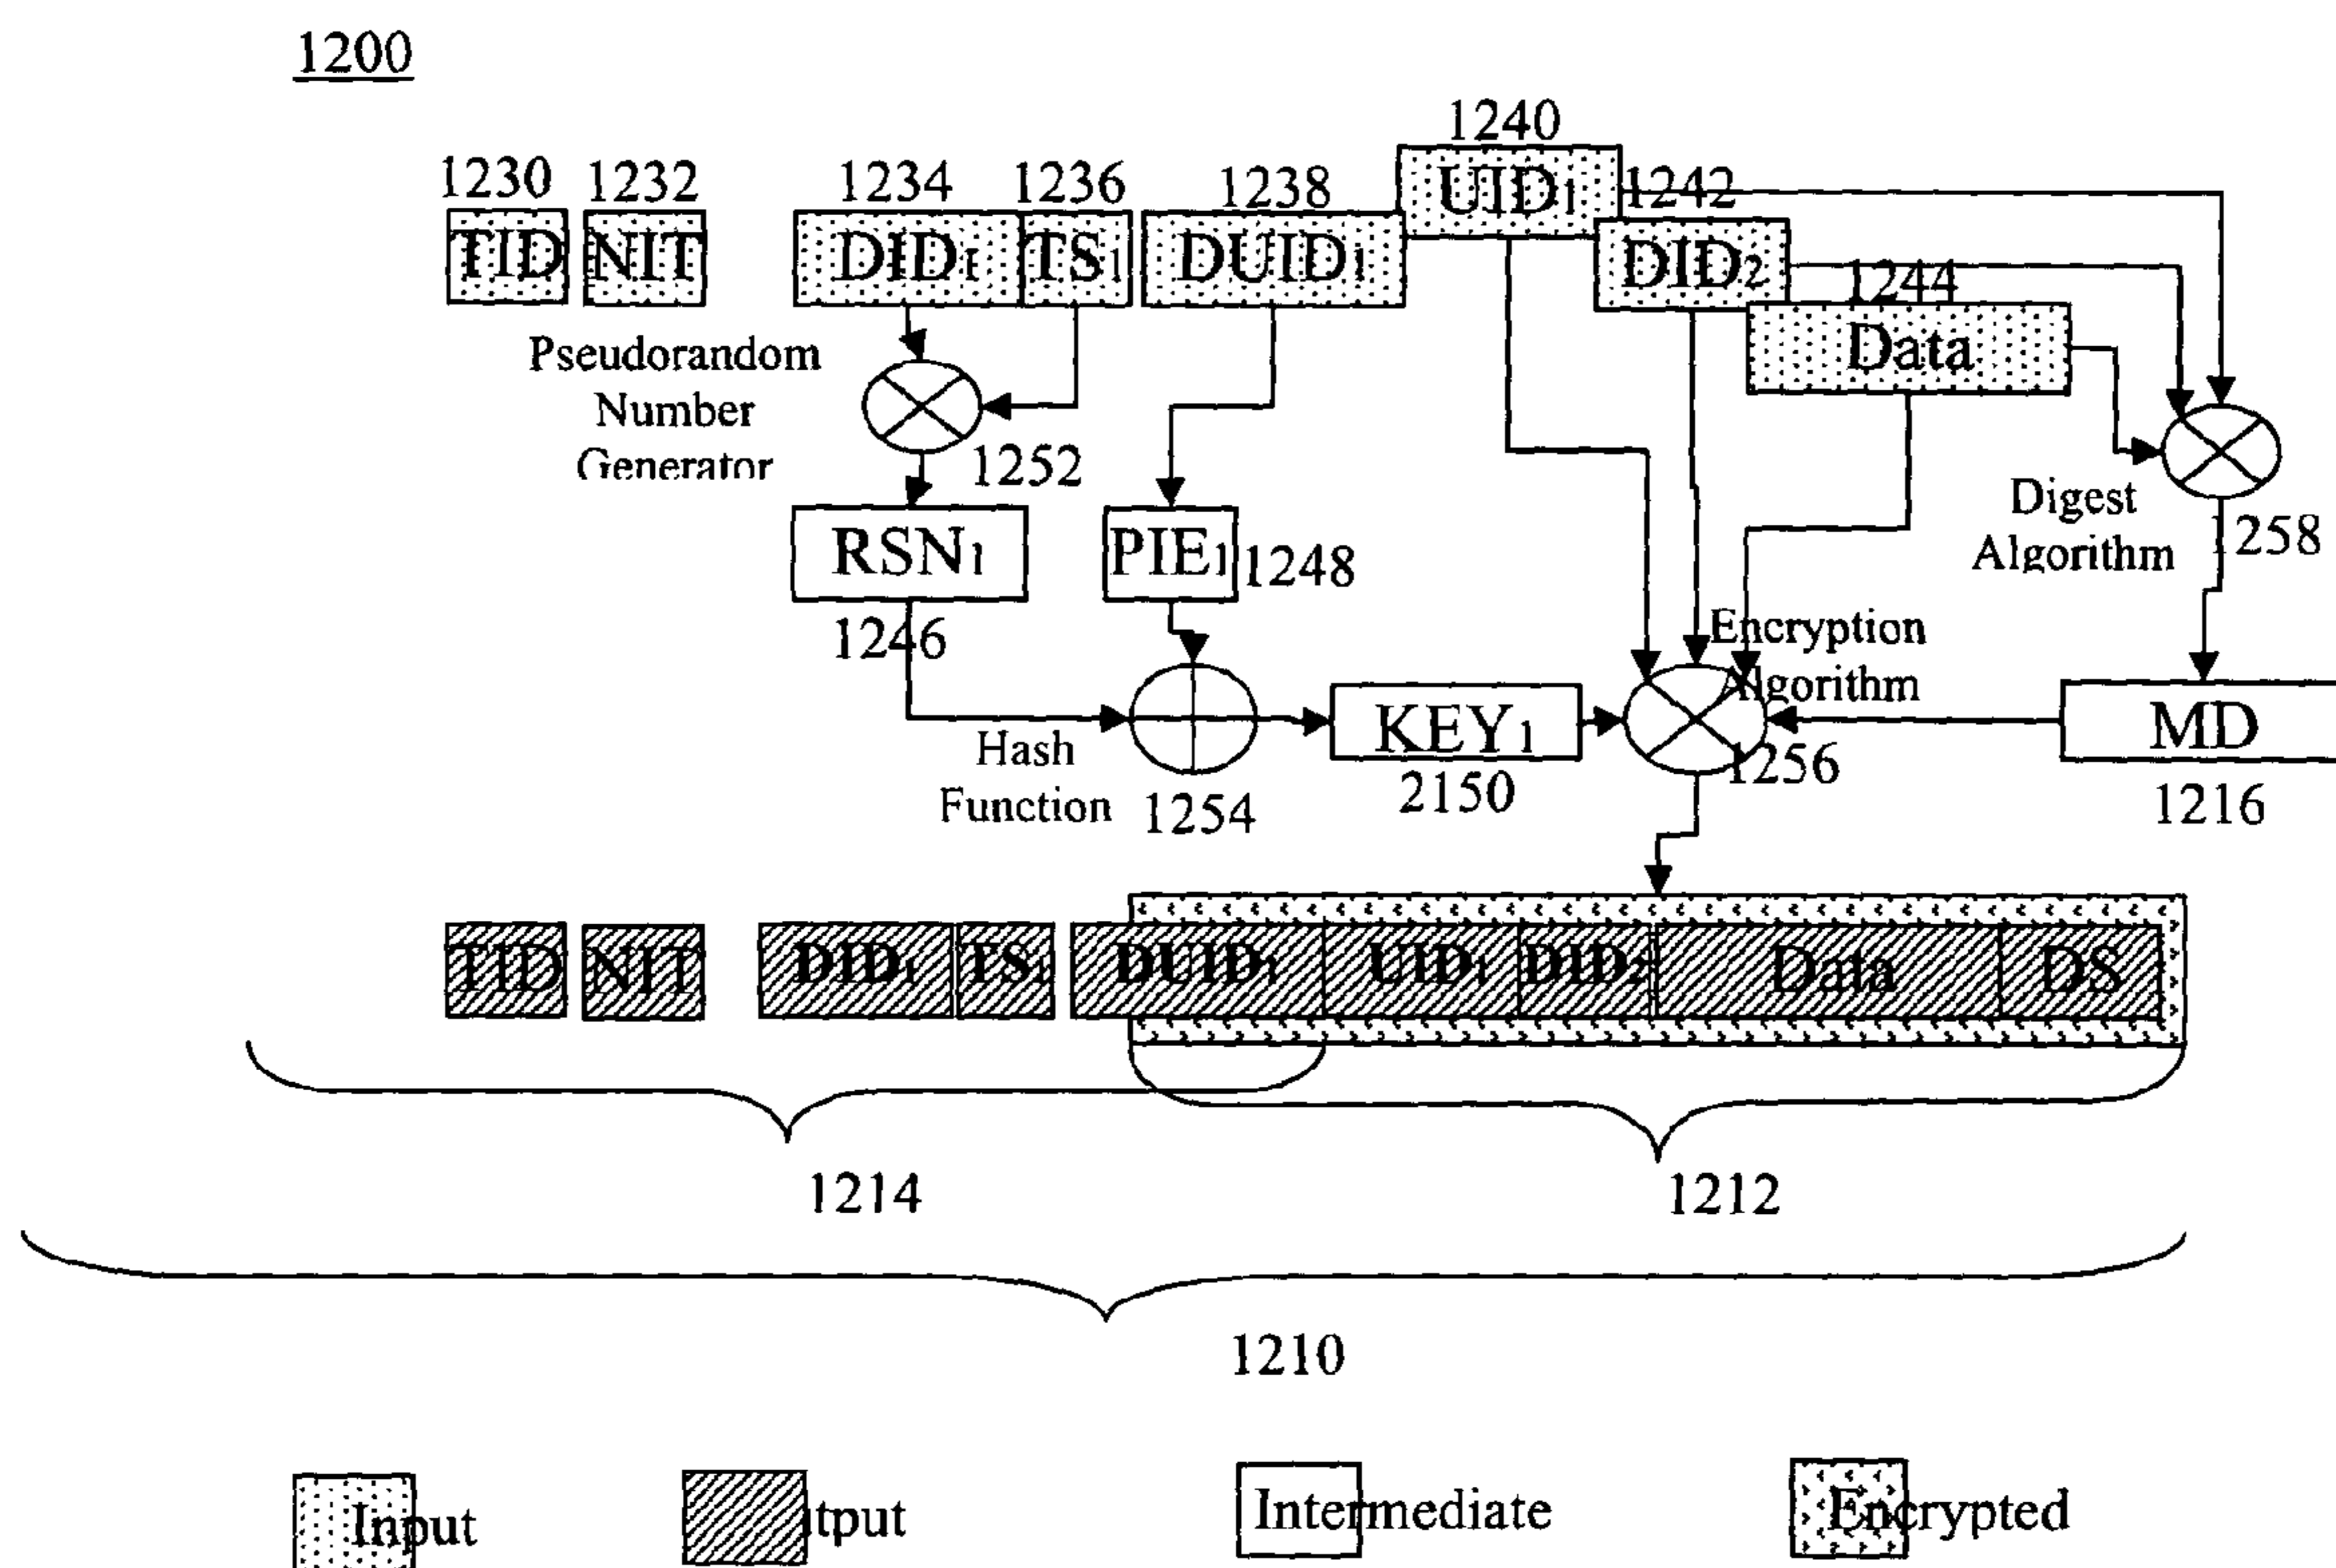 1200
1240
1230 1232 1234 1236 1238 1242
UID1
TID NIT DID1 TS1 DUID1 DID2 1244
Data
Pseudorandom
Number
Generator
1252
Digest
Algorithm
1258
RSN1 PIE1 1248
1246
Encryption
Algorithm
KEY1 MD
Hash
Function
1254 2150 1256 1216
TID NIT DID1 TS1 DUID1 UID1 DID2 Data DS
1214 1212
1210
Input tput Intermediate Encrypted